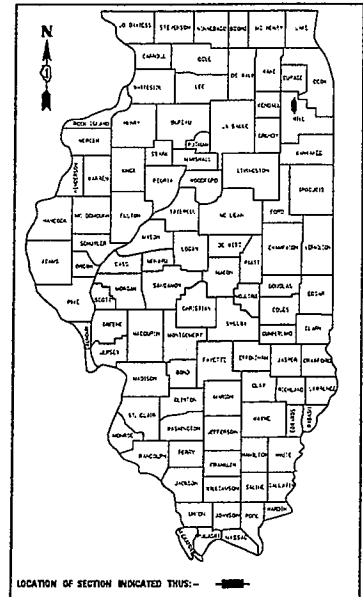 N
JO DAVIESS STEPHENSON WINNEBAGO BOONE MC HENRY LAKE
CARROLL OGLE DE KALB KANE DUPAGE COOK
WHITESIDE LEE KENDALL WILL
ROCK ISLAND HENRY BUREAU LA SALLE GRUNDY
MERCER PUTNAM KANKAKEE
HENDERSON WARREN KNOX STARK MARSHALL LIVINGSTON
PEORIA WOODFORD IROQUOIS
HANCOCK MC DONOUGH FULTON TAZEWELL MC LEAN FORD
MASON DE WITT CHAMPAIGN VERMILION
ADAMS SCHUYLER LOGAN PIATT
BROWN CASS MENARD MACON
MORGAN SANGAMON DOUGLAS EDGAR
PIKE SCOTT CHRISTIAN MOULTRIE COLES
GREENE MACOUPIN SHELBY CUMBERLAND CLARK
CALHOUN JERSEY MONTGOMERY
FAYETTE EFFINGHAM JASPER CRAWFORD
MADISON BOND CLAY RICHLAND LAWRENCE
CLINTON MARION
ST. CLAIR WAYNE EDWARDS WABASH
WASHINGTON JEFFERSON
MONROE
RANDOLPH PERRY HAMILTON WHITE
FRANKLIN
JACKSON WILLIAMSON SALINE GALLATIN
UNION JOHNSON POPE HARDIN
ALEXANDER PULASKI MASSAC
LOCATION OF SECTION INDICATED THUS:-